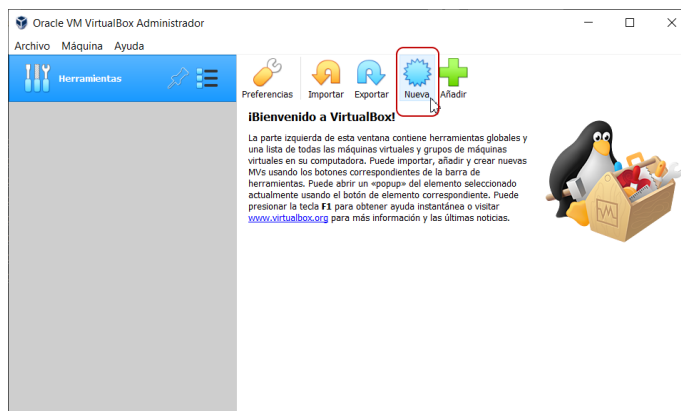 Oracle VM VirtualBox Administrador
Archivo Máquina Ayuda
Herramientas
Preferencias Importar Exportar Nueva Añadir
¡Bienvenido a VirtualBox!
La parte izquierda de esta ventana contiene herramientas globales y
una lista de todas las máquinas virtuales y grupos de máquinas
virtuales en su computadora. Puede importar, añadir y crear nuevas
MVs usando los botones correspondientes de la barra de
herramientas. Puede abrir un «popup» del elemento seleccionado
actualmente usando el botón de elemento correspondiente. Puede
presionar la tecla F1 para obtener ayuda instantánea o visitar
www.virtualbox.org para más información y las últimas noticias.